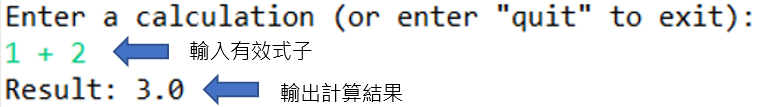 Enter a calculation (or enter "quit" to exit):
1 + 2 輸入有效式子
Result: 3.0 輸出計算結果